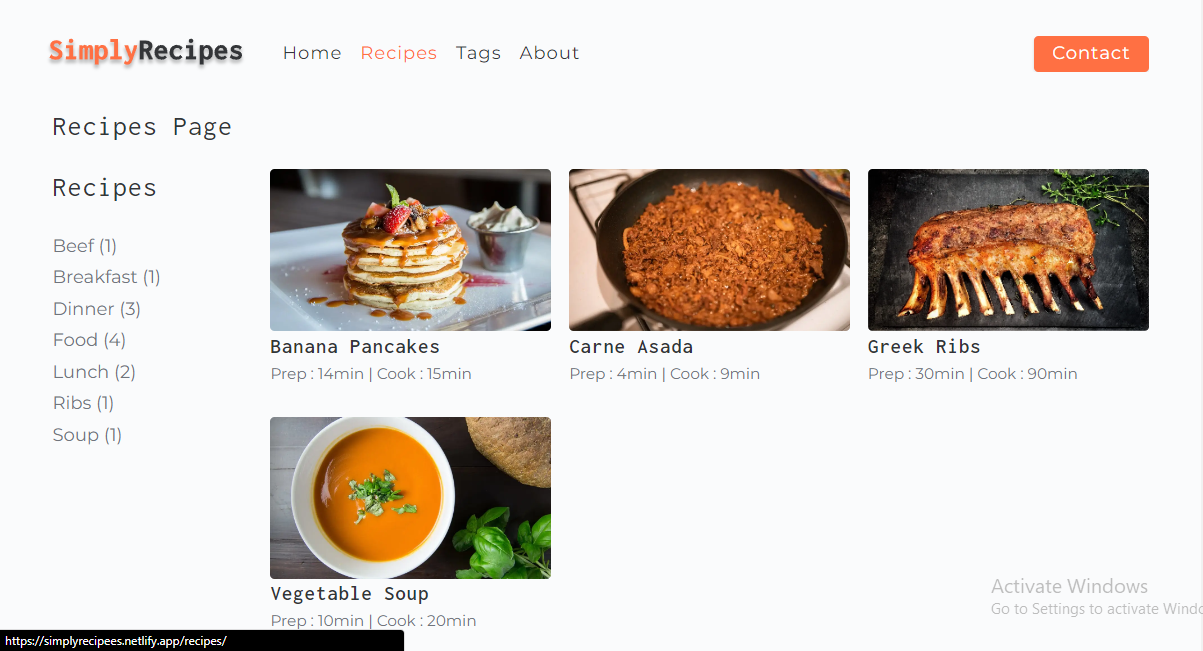 SimplyRecipes Home Recipes Tags About Contact
Recipes Page
Recipes
Beef (1)
Breakfast (1)
Dinner (3)
Food (4)
Lunch (2)
Ribs (1)
Soup (1)
Banana Pancakes
Prep : 14min | Cook : 15min
Carne Asada
Prep : 4min | Cook : 9min
Greek Ribs
Prep : 30min | Cook : 90min
Vegetable Soup
Prep : 10min | Cook : 20min
Activate Windows
Go to Settings to activate Windo
https://simplyrecipees.netlify.app/recipes/